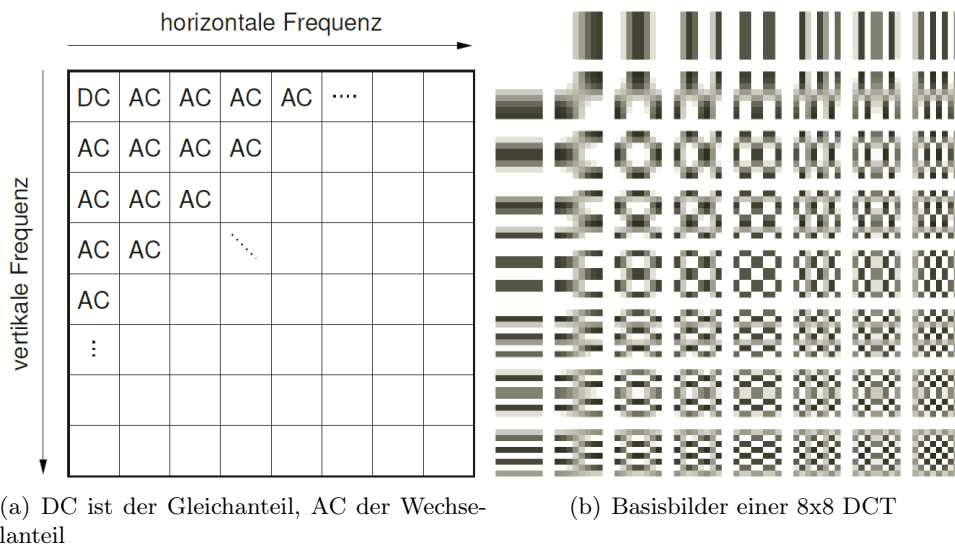 horizontale Frequenz
vertikale Frequenz
DC AC AC AC AC ····
AC AC AC AC
AC AC AC
AC AC
AC
(a) DC ist der Gleichanteil, AC der Wechse-
lanteil
(b) Basisbilder einer 8x8 DCT